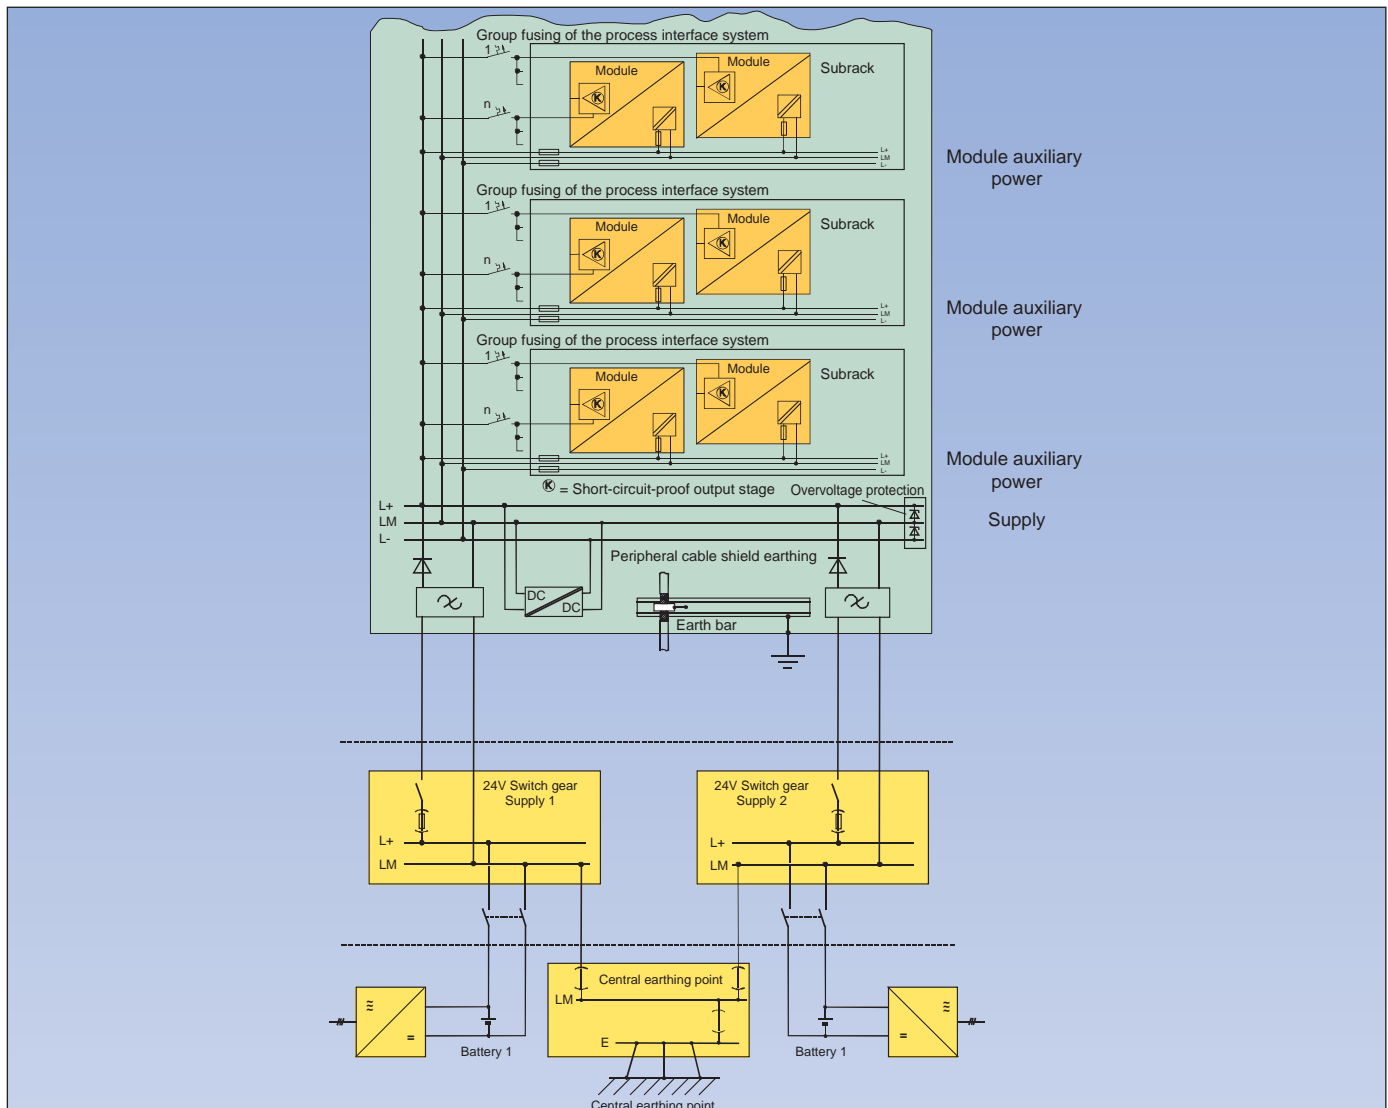 Group fusing of the process interface system
1
Module
Module
Subrack
K
K
n
L+
LM
L-
Module auxiliary
power
Group fusing of the process interface system
1
Module
Module
Subrack
K
K
n
L+
LM
L-
Module auxiliary
power
Group fusing of the process interface system
1
Module
Module
Subrack
K
K
n
L+
LM
L-
Module auxiliary
power
K = Short-circuit-proof output stage
Overvoltage protection
L+
LM
L-
Supply
Peripheral cable shield earthing
DC
DC
Earth bar
24V Switch gear
Supply 1
L+
LM
24V Switch gear
Supply 2
L+
LM
Central earthing point
LM
E
≈
=
Battery 1
Battery 1
≈
=
Central earthing point